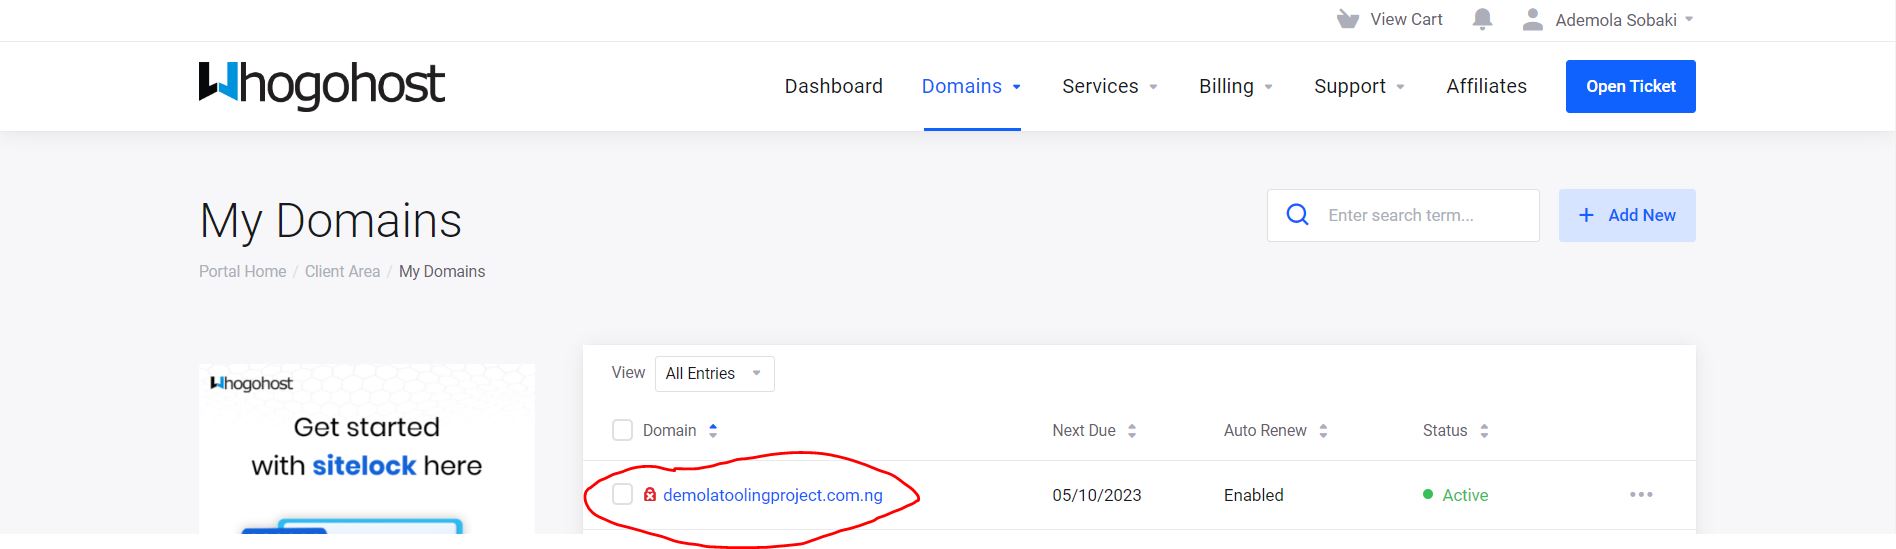 View Cart Ademola Sobaki
Whogohost Dashboard Domains Services Billing Support Affiliates Open Ticket
My Domains Enter search term... + Add New
Portal Home / Client Area / My Domains
View All Entries
Whogohost
Get started
with sitelock here
Domain Next Due Auto Renew Status
demolatoolingproject.com.ng 05/10/2023 Enabled Active